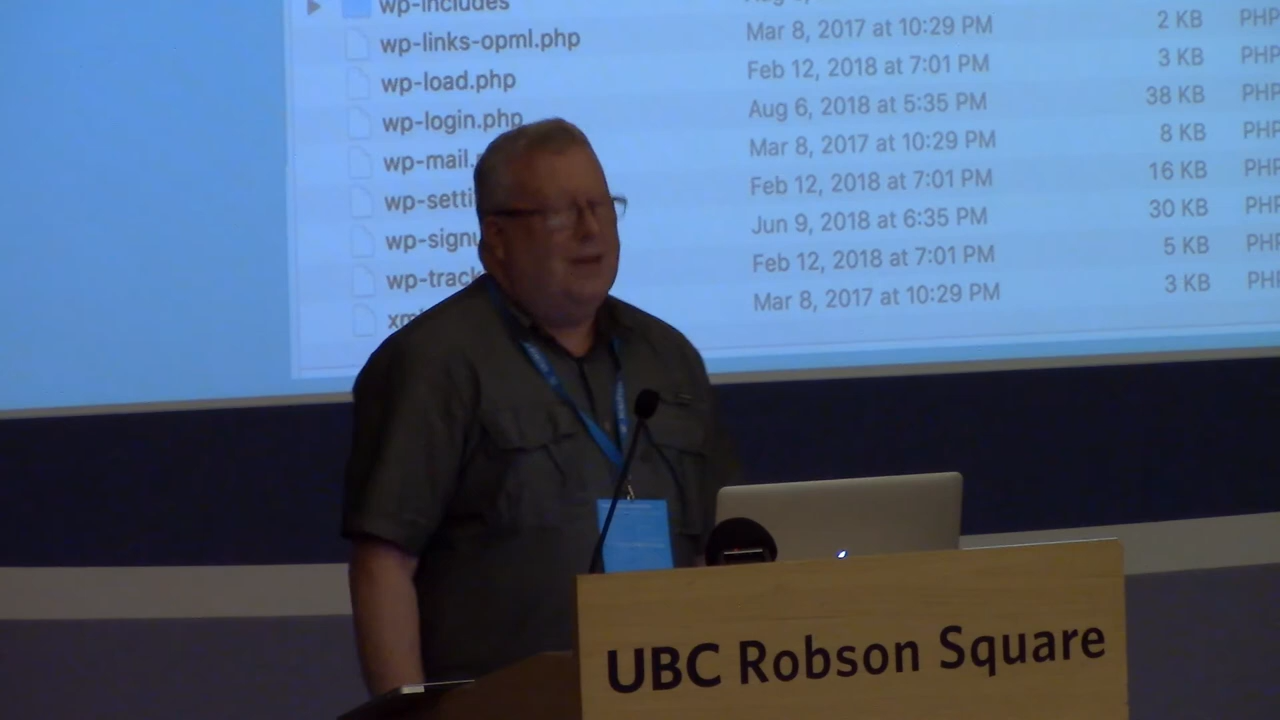 wp-includes
wp-links-opml.php Mar 8, 2017 at 10:29 PM 2 KB PHP
wp-load.php Feb 12, 2018 at 7:01 PM 3 KB PHP
wp-login.php Aug 6, 2018 at 5:35 PM 38 KB PHP
wp-mail. Mar 8, 2017 at 10:29 PM 8 KB PHP
wp-setti Feb 12, 2018 at 7:01 PM 16 KB PHP
wp-signu Jun 9, 2018 at 6:35 PM 30 KB PHP
wp-track Feb 12, 2018 at 7:01 PM 5 KB PHP
xm Mar 8, 2017 at 10:29 PM 3 KB PHP
UBC Robson Square